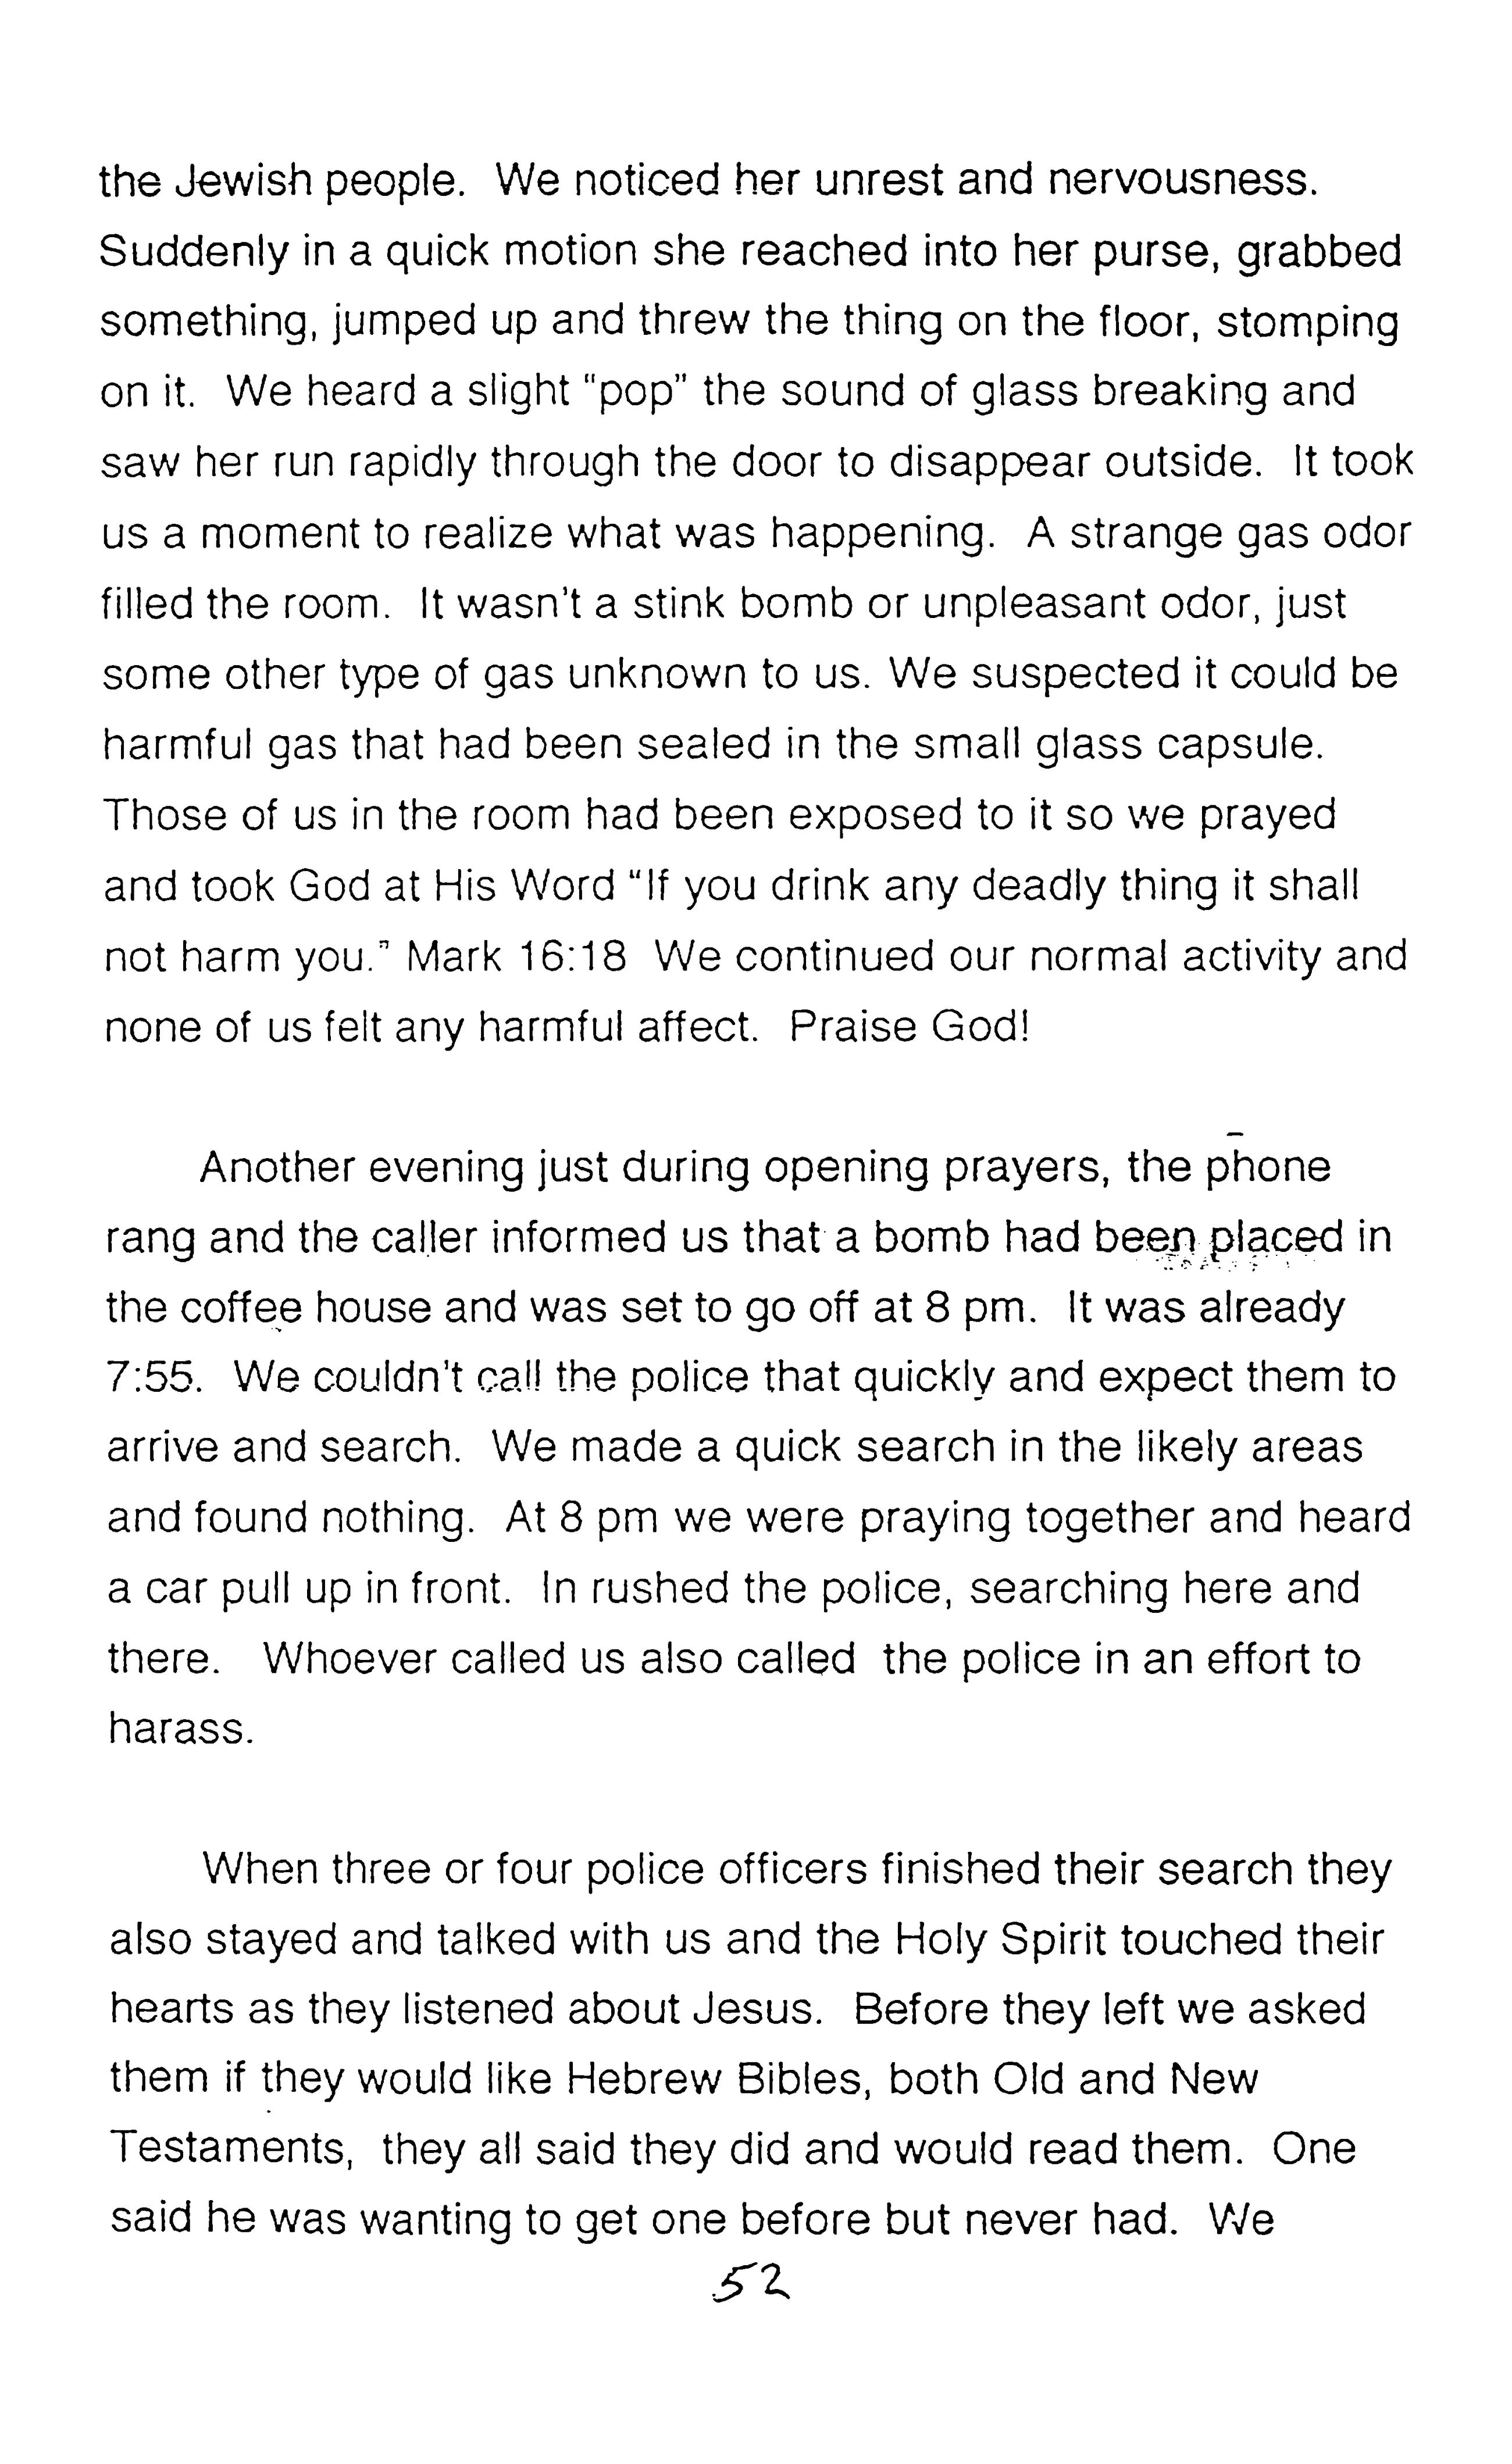 the Jewish people. We noticed her unrest and nervousness.
Suddenly in a quick motion she reached into her purse, grabbed
something, jumped up and threw the thing on the floor, stomping
on it. We heard a slight "pop" the sound of glass breaking and
saw her run rapidly through the door to disappear outside. It took
us a moment to realize what was happening. A strange gas odor
filled the room. It wasn't a stink bomb or unpleasant odor, just
some other type of gas unknown to us. We suspected it could be
harmful gas that had been sealed in the small glass capsule.
Those of us in the room had been exposed to it so we prayed
and took God at His Word "If you drink any deadly thing it shall
not harm you." Mark 16:18 We continued our normal activity and
none of us felt any harmful affect. Praise God!
Another evening just during opening prayers, the phone
rang and the caller informed us that a bomb had been placed in
the coffee house and was set to go off at 8 pm. It was already
7:55. We couldn't call the police that quickly and expect them to
arrive and search. We made a quick search in the likely areas
and found nothing. At 8 pm we were praying together and heard
a car pull up in front. In rushed the police, searching here and
there. Whoever called us also called the police in an effort to
harass.
When three or four police officers finished their search they
also stayed and talked with us and the Holy Spirit touched their
hearts as they listened about Jesus. Before they left we asked
them if they would like Hebrew Bibles, both Old and New
Testaments, they all said they did and would read them. One
said he was wanting to get one before but never had. We
52